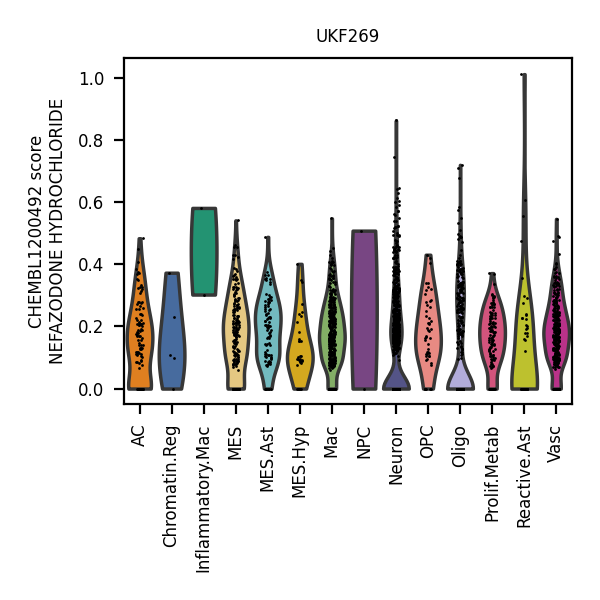 UKF269
CHEMBL1200492 score
NEFAZODONE HYDROCHLORIDE
1.0
0.8
0.6
0.4
0.2
0.0
AC
Chromatin.Reg
Inflammatory.Mac
MES
MES.Ast
MES.Hyp
Mac
NPC
Neuron
OPC
Oligo
Prolif.Metab
Reactive.Ast
Vasc